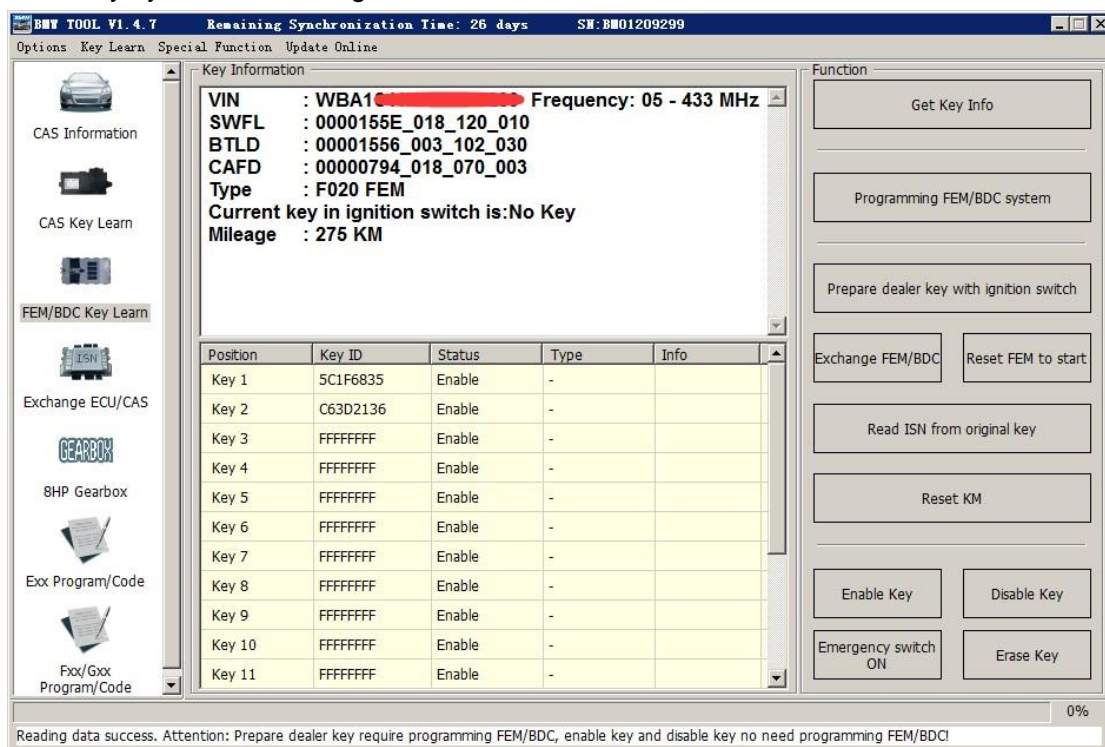 BMW TOOL V1.4.7 Remaining Synchronization Time: 26 days SN:BM01209299
Options Key Learn Special Function Update Online
CAS Information
CAS Key Learn
FEM/BDC Key Learn
ISN
Exchange ECU/CAS
GEARBOX
8HP Gearbox
Exx Program/Code
Fxx/Gxx
Program/Code
Key Information
VIN : WBA1 Frequency: 05 - 433 MHz
SWFL : 0000155E_018_120_010
BTLD : 00001556_003_102_030
CAFD : 00000794_018_070_003
Type : F020 FEM
Current key in ignition switch is:No Key
Mileage : 275 KM
Position Key ID Status Type Info
Key 1 5C1F6835 Enable -
Key 2 C63D2136 Enable -
Key 3 FFFFFFFF Enable -
Key 4 FFFFFFFF Enable -
Key 5 FFFFFFFF Enable -
Key 6 FFFFFFFF Enable -
Key 7 FFFFFFFF Enable -
Key 8 FFFFFFFF Enable -
Key 9 FFFFFFFF Enable -
Key 10 FFFFFFFF Enable -
Key 11 FFFFFFFF Enable -
Function
Get Key Info
Programming FEM/BDC system
Prepare dealer key with ignition switch
Exchange FEM/BDC Reset FEM to start
Read ISN from original key
Reset KM
Enable Key Disable Key
Emergency switch
ON
Erase Key
0%
Reading data success. Attention: Prepare dealer key require programming FEM/BDC, enable key and disable key no need programming FEM/BDC!